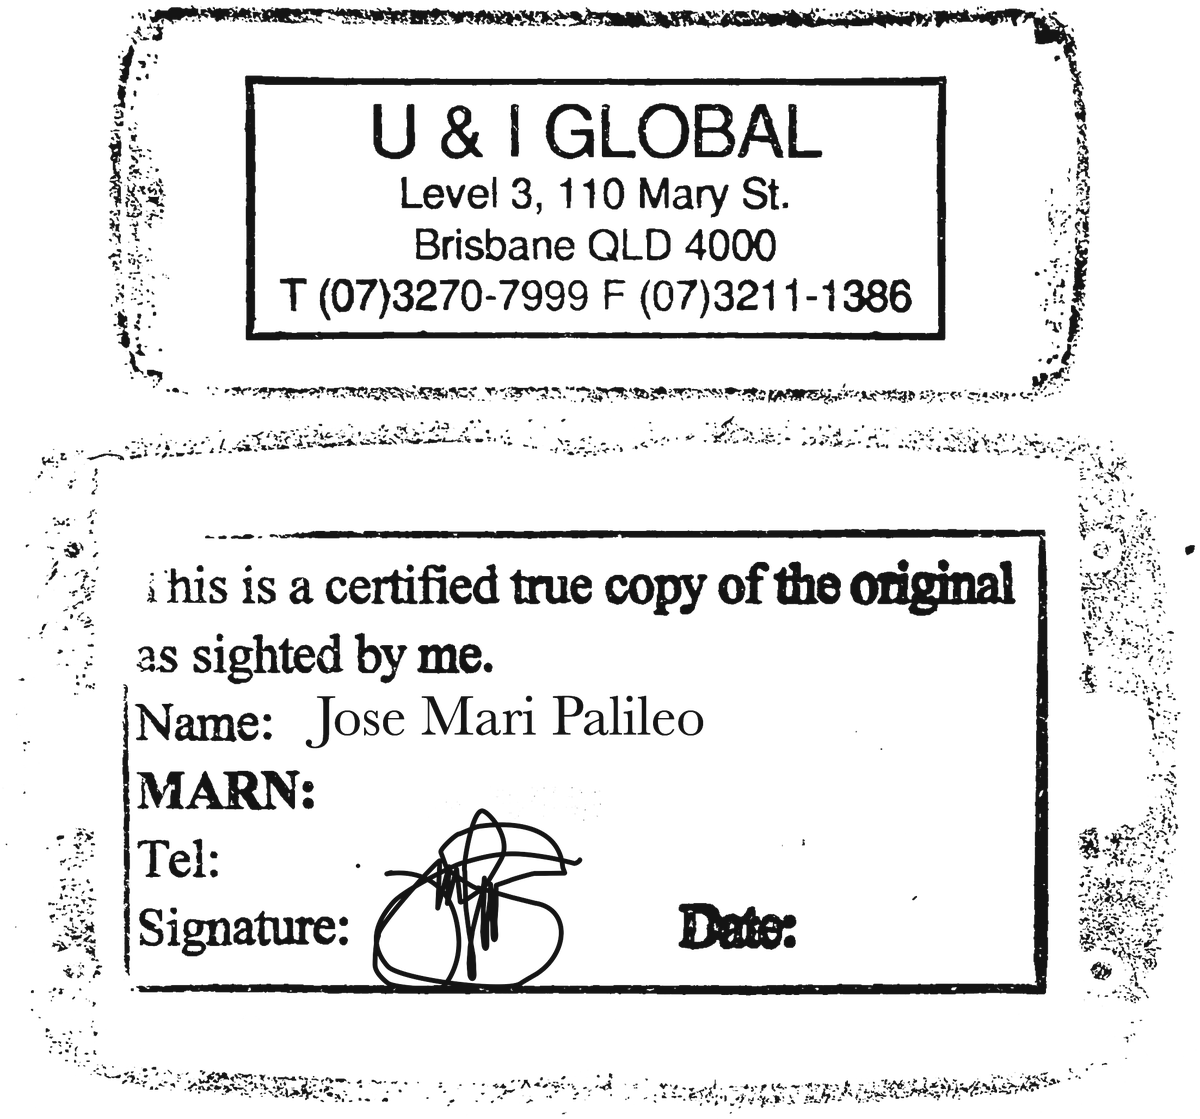 U & I GLOBAL
Level 3, 110 Mary St.
Brisbane QLD 4000
T (07)3270-7999 F (07)3211-1386
This is a certified true copy of the original
as sighted by me.
Name: Jose Mari Palileo
MARN:
Tel:
Signature: Date: